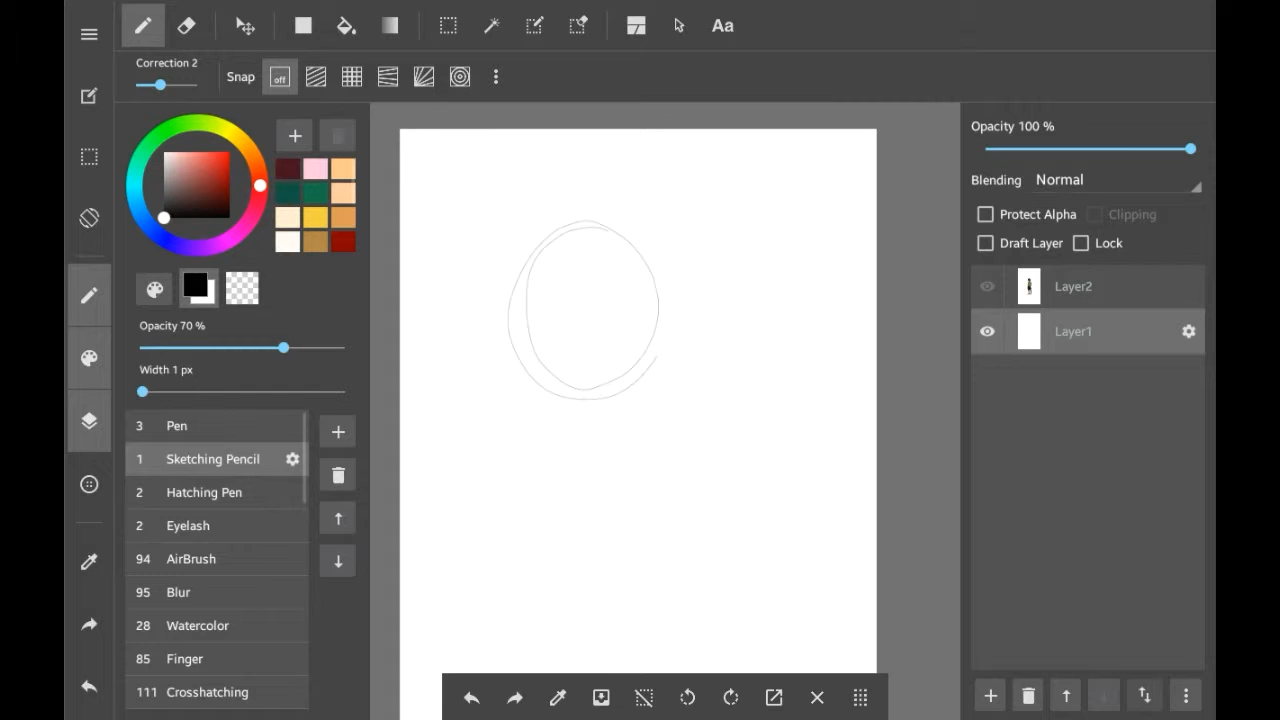 Aa
Correction 2
Snap
off
Opacity 100 %
Blending Normal
Protect Alpha Clipping
Draft Layer Lock
Layer2
Layer1
Opacity 70 %
Width 1 px
3 Pen
1 Sketching Pencil
2 Hatching Pen
2 Eyelash
94 AirBrush
95 Blur
28 Watercolor
85 Finger
111 Crosshatching